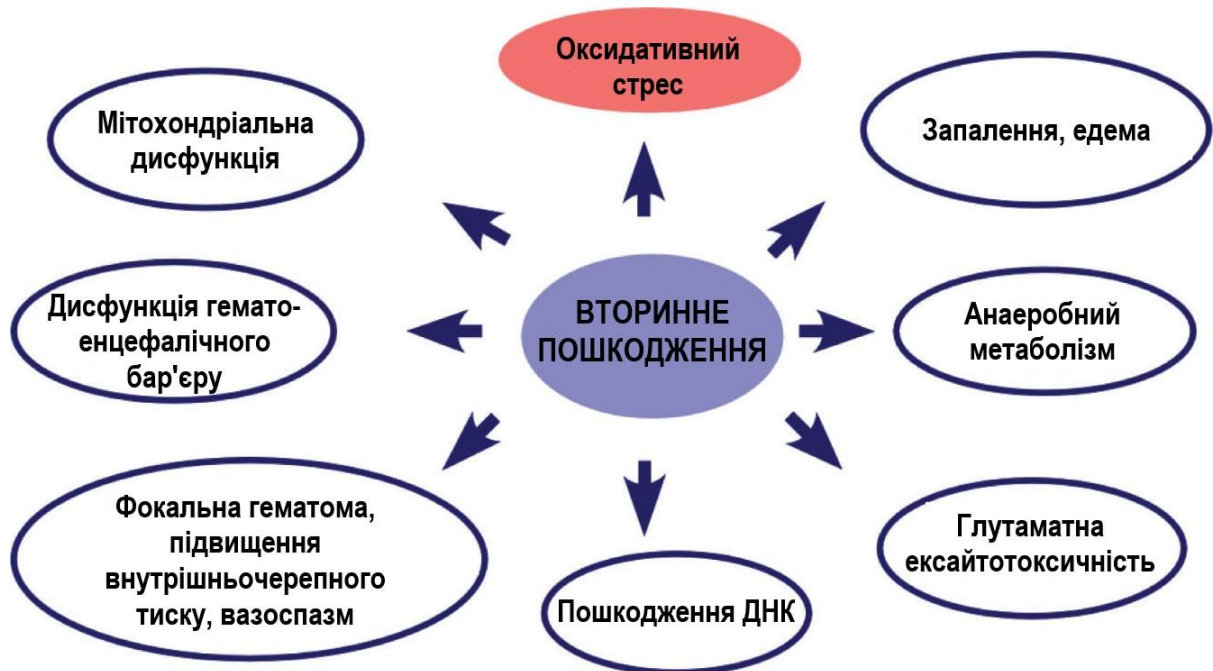 Оксидативний
стрес
Мітохондріальна
дисфункція
Запалення, едема
Дисфункція гемато-
енцефалічного
бар'єру
ВТОРИННЕ
ПОШКОДЖЕННЯ
Анаеробний
метаболізм
Фокальна гематома,
підвищення
внутрішньочерепного
тиску, вазоспазм
Пошкодження ДНК
Глутаматна
ексайтотоксичність